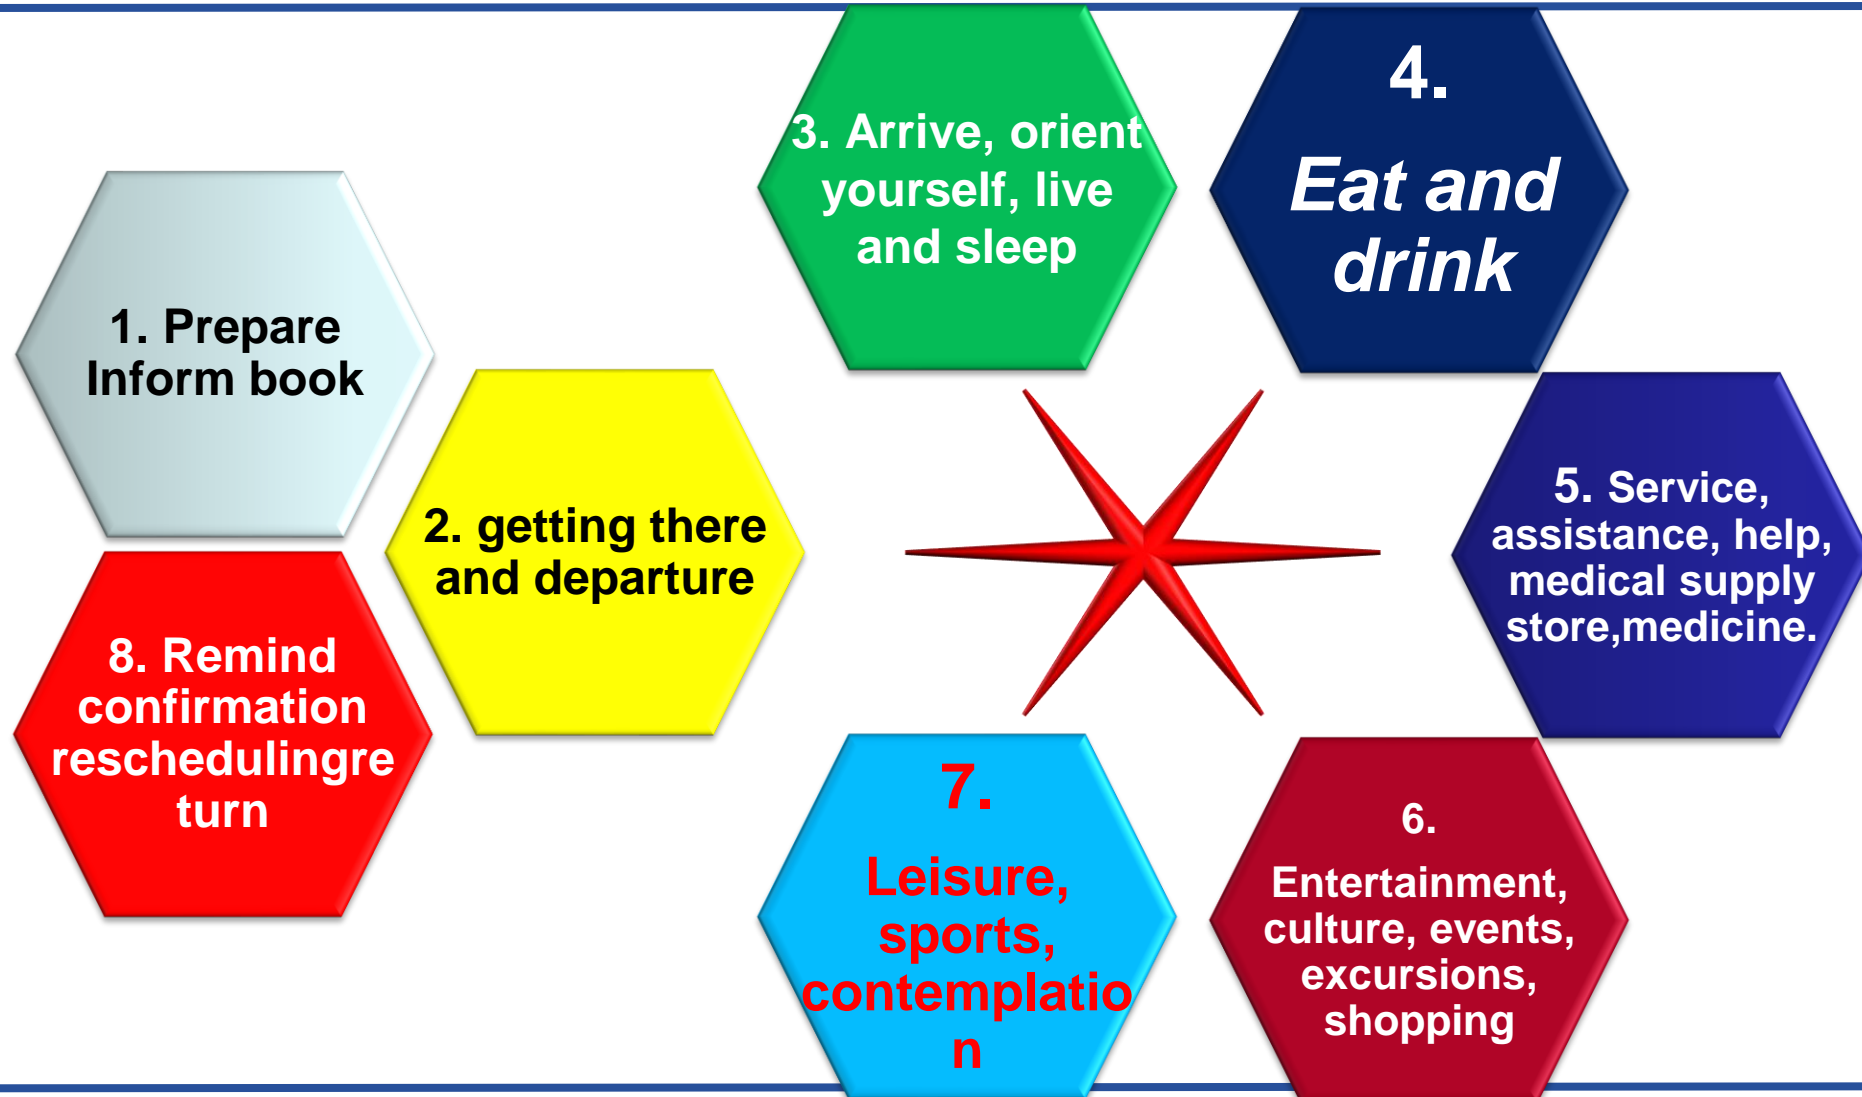 1. Prepare
Inform book
2. getting there
and departure
3. Arrive, orient
yourself, live
and sleep
4.
Eat and
drink
5. Service,
assistance, help,
medical supply
store,medicine.
6.
Entertainment,
culture, events,
excursions,
shopping
7.
Leisure,
sports,
contemplatio
n
8. Remind
confirmation
reschedulingre
turn